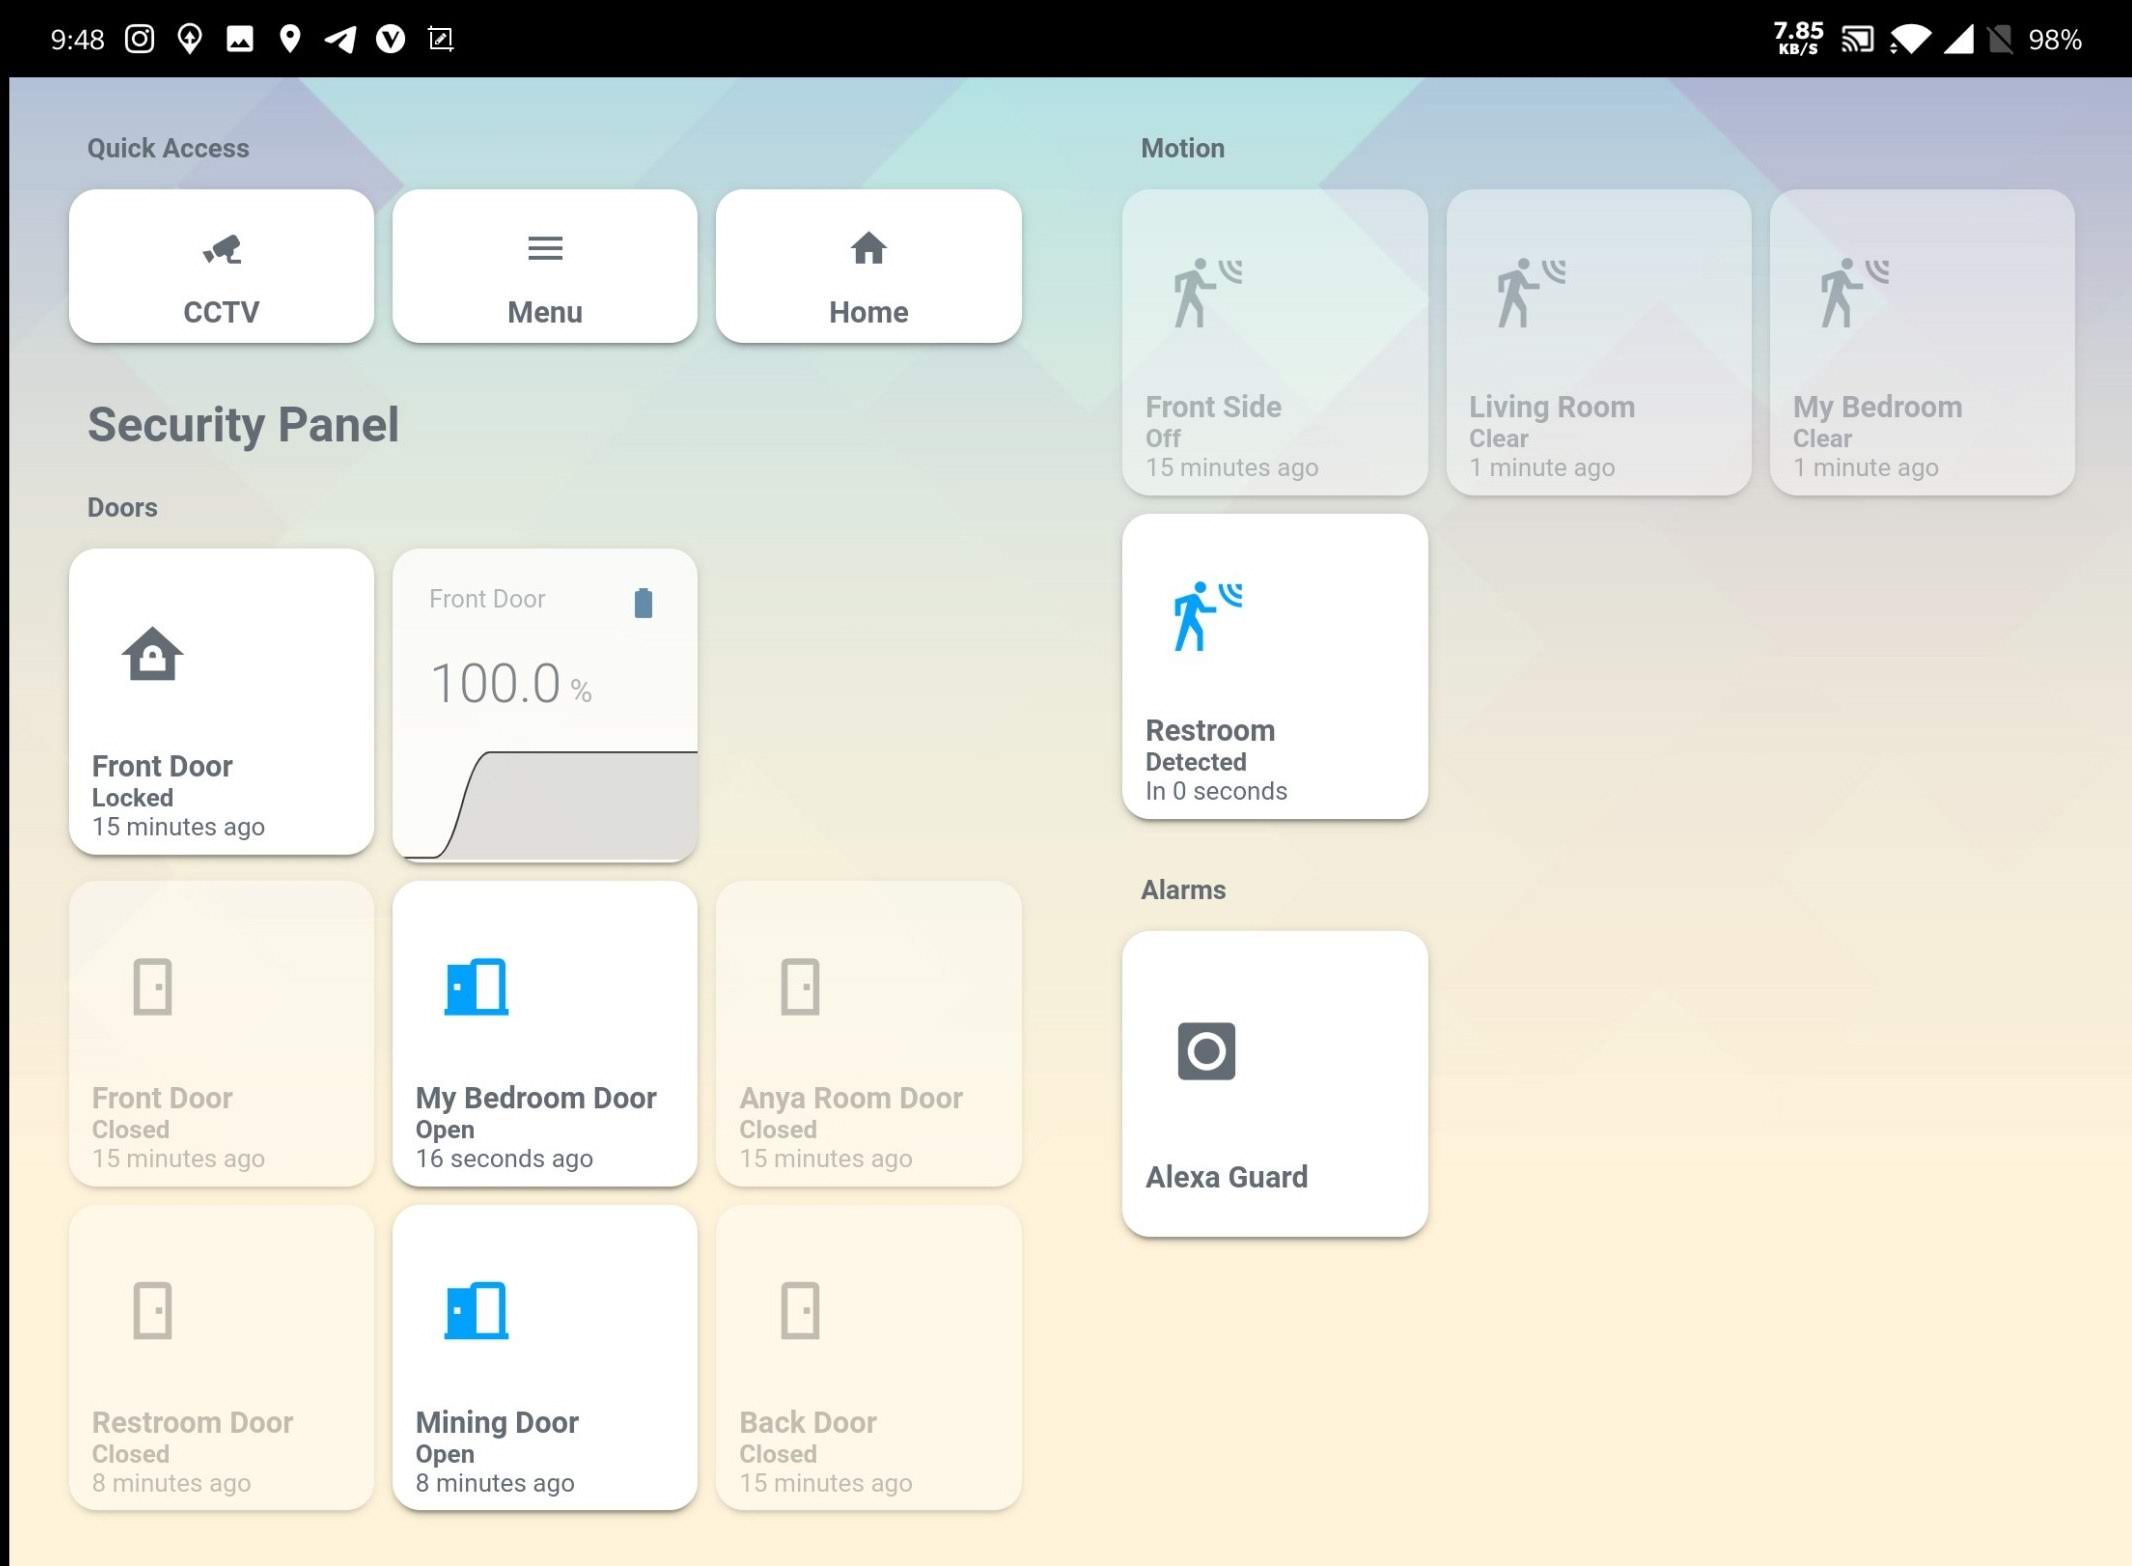 9:48
7.85
KB/S
98%
Quick Access
CCTV
Menu
Home
Security Panel
Doors
Front Door
Locked
15 minutes ago
Front Door
100.0 %
Front Door
Closed
15 minutes ago
My Bedroom Door
Open
16 seconds ago
Anya Room Door
Closed
15 minutes ago
Restroom Door
Closed
8 minutes ago
Mining Door
Open
8 minutes ago
Back Door
Closed
15 minutes ago
Motion
Front Side
Off
15 minutes ago
Living Room
Clear
1 minute ago
My Bedroom
Clear
1 minute ago
Restroom
Detected
In 0 seconds
Alarms
Alexa Guard